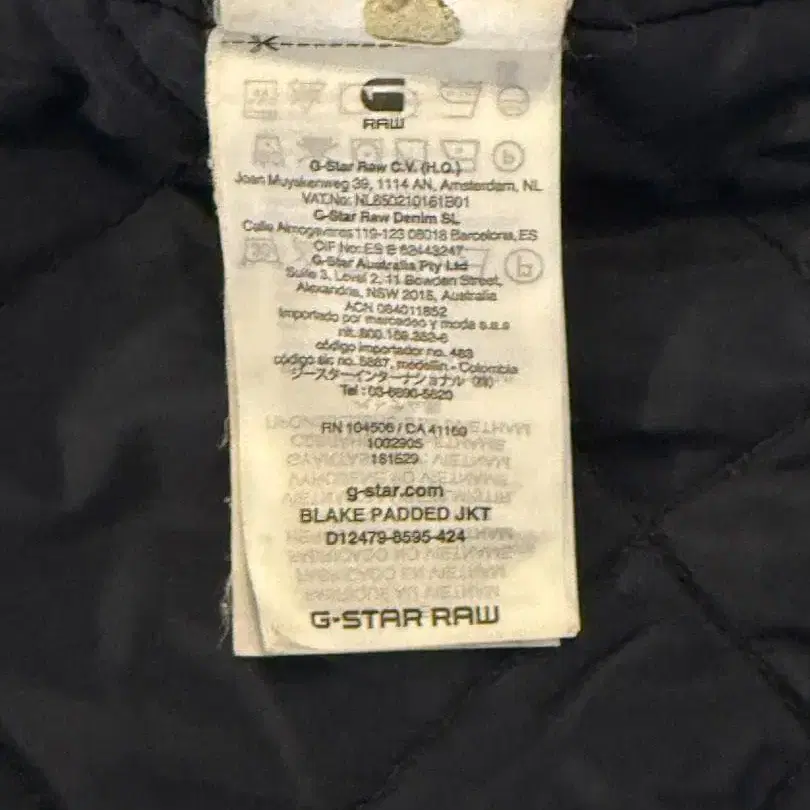 RAW
G-Star Raw C.V. (H.O.)
Joan Muyskenweg 39, 1114 AN, Amsterdam, NL
VAT.No: NL850210161B01
G-Star Raw Denim SL
Calle Almogavares 119-123 08018 Barcelona, ES
CIF No: ES B 62443247
G-Star Australia Pty Ltd
Suite 3, Level 2, 11 Bowden Street,
Alexandria, NSW 2015, Australia
ACN 084011852
Importado por mercadeo y moda s.a.s
nit. 800.169.352-6
código importador no. 483
código sic no. 5887, medellin - Colombia
ジースターインターナショナル (株)
Tel : 03-6890-5620
RN 104506 / CA 41169
1002905
181529
g-star.com
BLAKE PADDED JKT
D12479-8595-424
G-STAR RAW